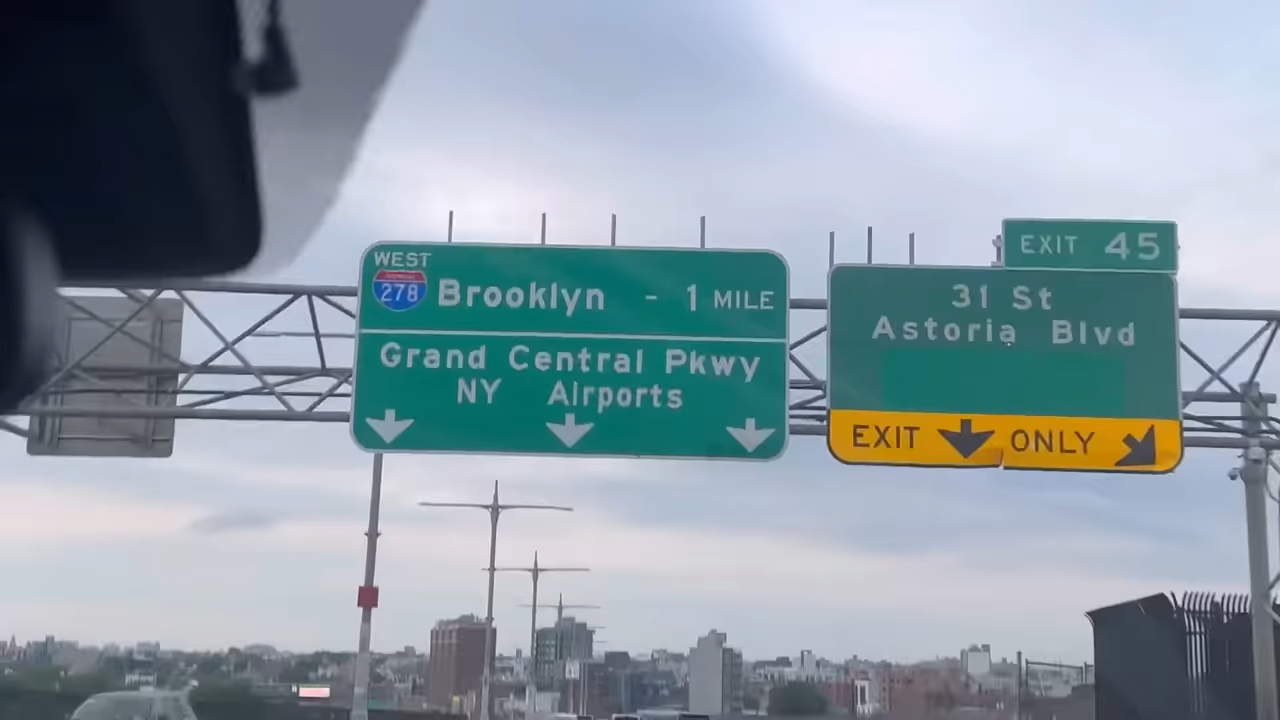 WEST
278 Brooklyn - 1 MILE
Grand Central Pkwy
NY Airports
EXIT 45
31 St
Astoria Blvd
EXIT ONLY